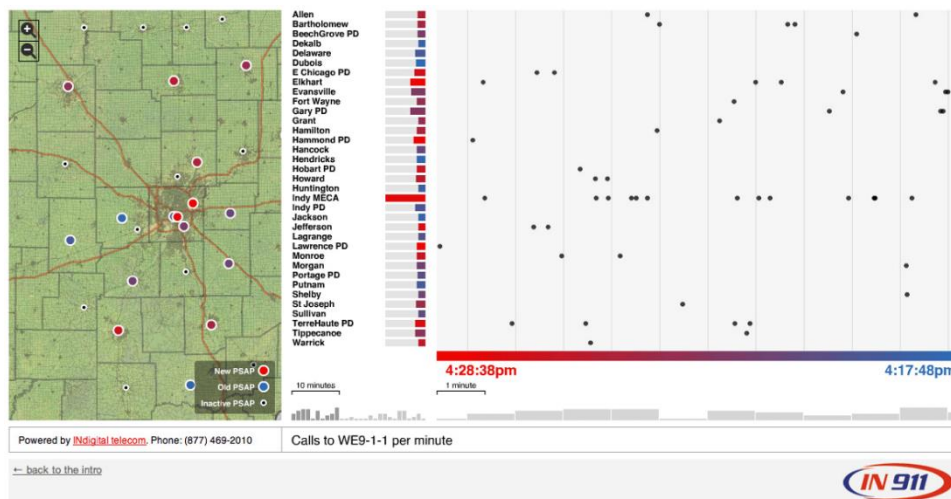 New PSAP
Old PSAP
Inactive PSAP
Allen
Bartholomew
BeechGrove PD
Dekalb
Delaware
Dubois
E Chicago PD
Elkhart
Evansville
Fort Wayne
Gary PD
Grant
Hamilton
Hammond PD
Hancock
Hendricks
Hobart PD
Howard
Huntington
Indy MECA
Indy PD
Jackson
Jefferson
Lagrange
Lawrence PD
Monroe
Morgan
Portage PD
Putnam
Shelby
St Joseph
Sullivan
TerreHaute PD
Tippecanoe
Warrick
4:28:38pm
4:17:48pm
10 minutes
1 minute
Powered by INdigital telecom. Phone: (877) 469-2010
Calls to WE9-1-1 per minute
← back to the intro
IN 911